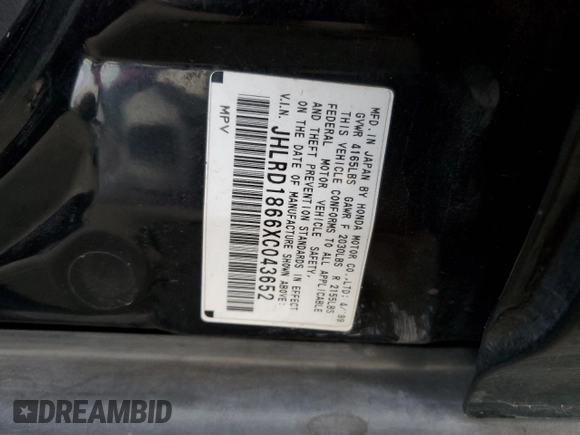 MFD.IN JAPAN BY HONDA MOTOR CO.,LTD: 4/99
GVWR 4165LBS GAWR F 2030LBS R 2155LBS
THIS VEHICLE CONFORMS TO ALL APPLICABLE
FEDERAL MOTOR VEHICLE SAFETY,
AND THEFT PREVENTION STANDARDS IN EFFECT
ON THE DATE OF MANUFACTURE SHOWN ABOVE:
V.I.N. JHLRD1866XC043652
MPV
DREAMBID